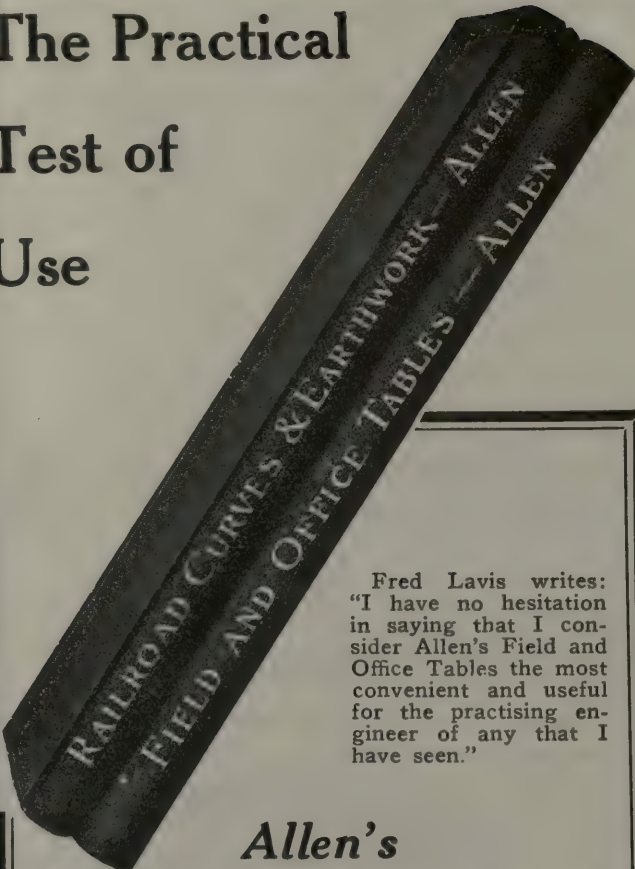 The Practical
Test of
Use
RAILROAD CURVES & EARTHWORK — ALLEN
FIELD AND OFFICE TABLES — ALLEN
Fred Lavis writes:
"I have no hesitation
in saying that I con-
sider Allen's Field and
Office Tables the most
convenient and useful
for the practising en-
gineer of any that I
have seen."
Allen's